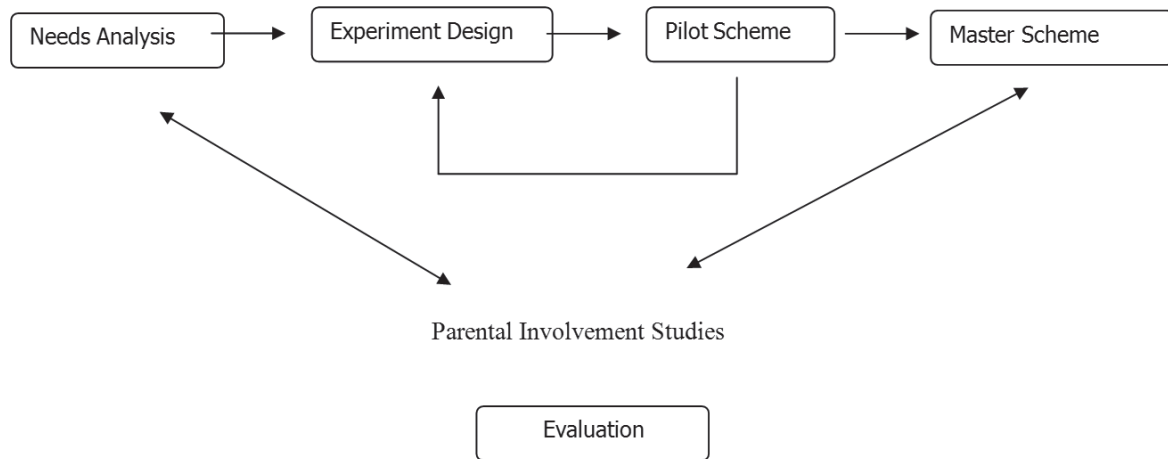 Needs Analysis
Experiment Design
Pilot Scheme
Master Scheme
Parental Involvement Studies
Evaluation